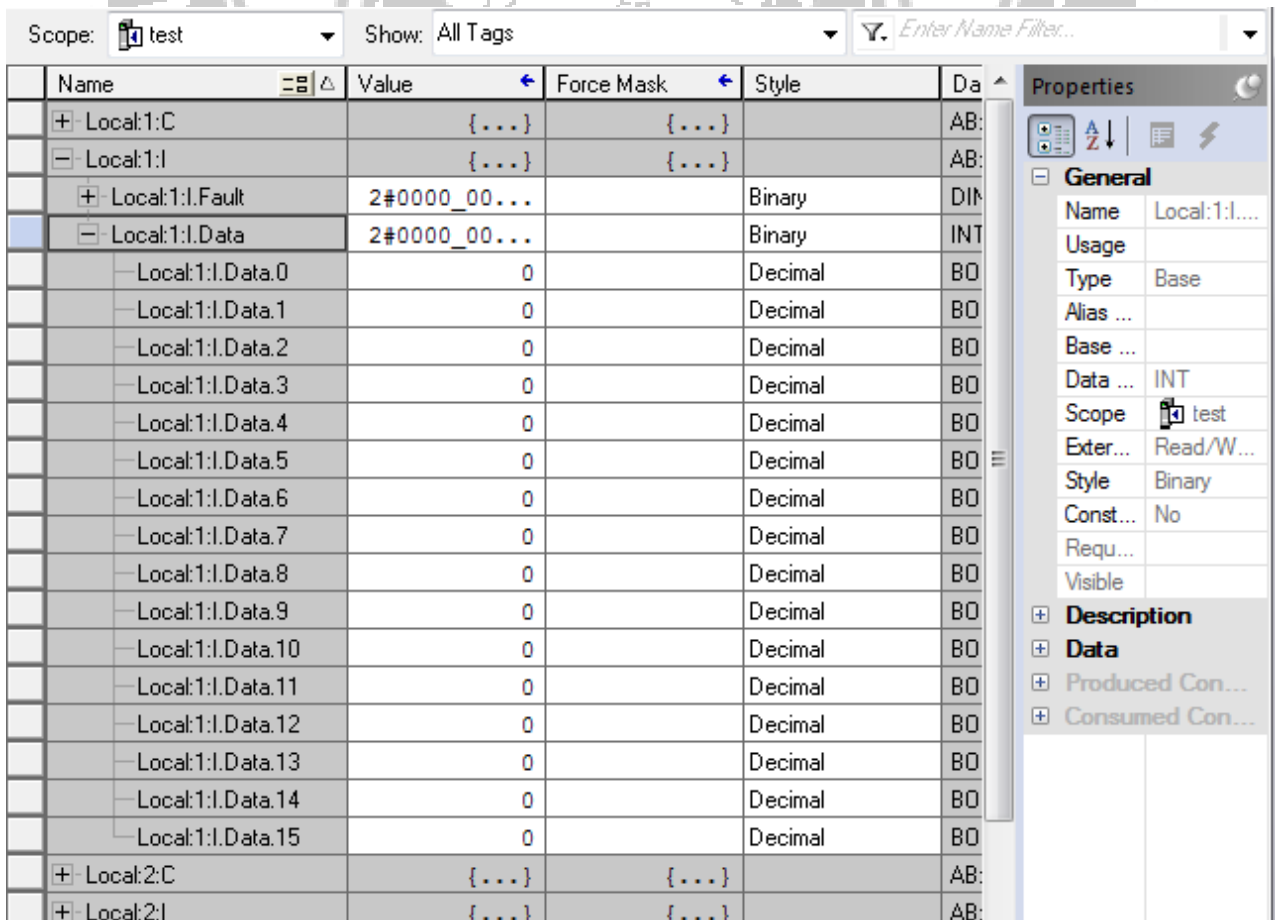 Scope: test Show: All Tags Enter Name Filter...
Name Value Force Mask Style Da Properties
Local:1:C {...} {...} AB:
Local:1:I {...} {...} AB:
Local:1:I.Fault 2#0000_00... Binary DIN
Local:1:I.Data 2#0000_00... Binary INT
Local:1:I.Data.0 0 Decimal BO
Local:1:I.Data.1 0 Decimal BO
Local:1:I.Data.2 0 Decimal BO
Local:1:I.Data.3 0 Decimal BO
Local:1:I.Data.4 0 Decimal BO
Local:1:I.Data.5 0 Decimal BO
Local:1:I.Data.6 0 Decimal BO
Local:1:I.Data.7 0 Decimal BO
Local:1:I.Data.8 0 Decimal BO
Local:1:I.Data.9 0 Decimal BO
Local:1:I.Data.10 0 Decimal BO
Local:1:I.Data.11 0 Decimal BO
Local:1:I.Data.12 0 Decimal BO
Local:1:I.Data.13 0 Decimal BO
Local:1:I.Data.14 0 Decimal BO
Local:1:I.Data.15 0 Decimal BO
Local:2:C {...} {...} AB:
Local:2:I {...} {...} AB:
General
Name Local:1:I....
Usage
Type Base
Alias ...
Base ...
Data ... INT
Scope test
Exter... Read/W...
Style Binary
Const... No
Requ...
Visible
Description
Data
Produced Con...
Consumed Con...